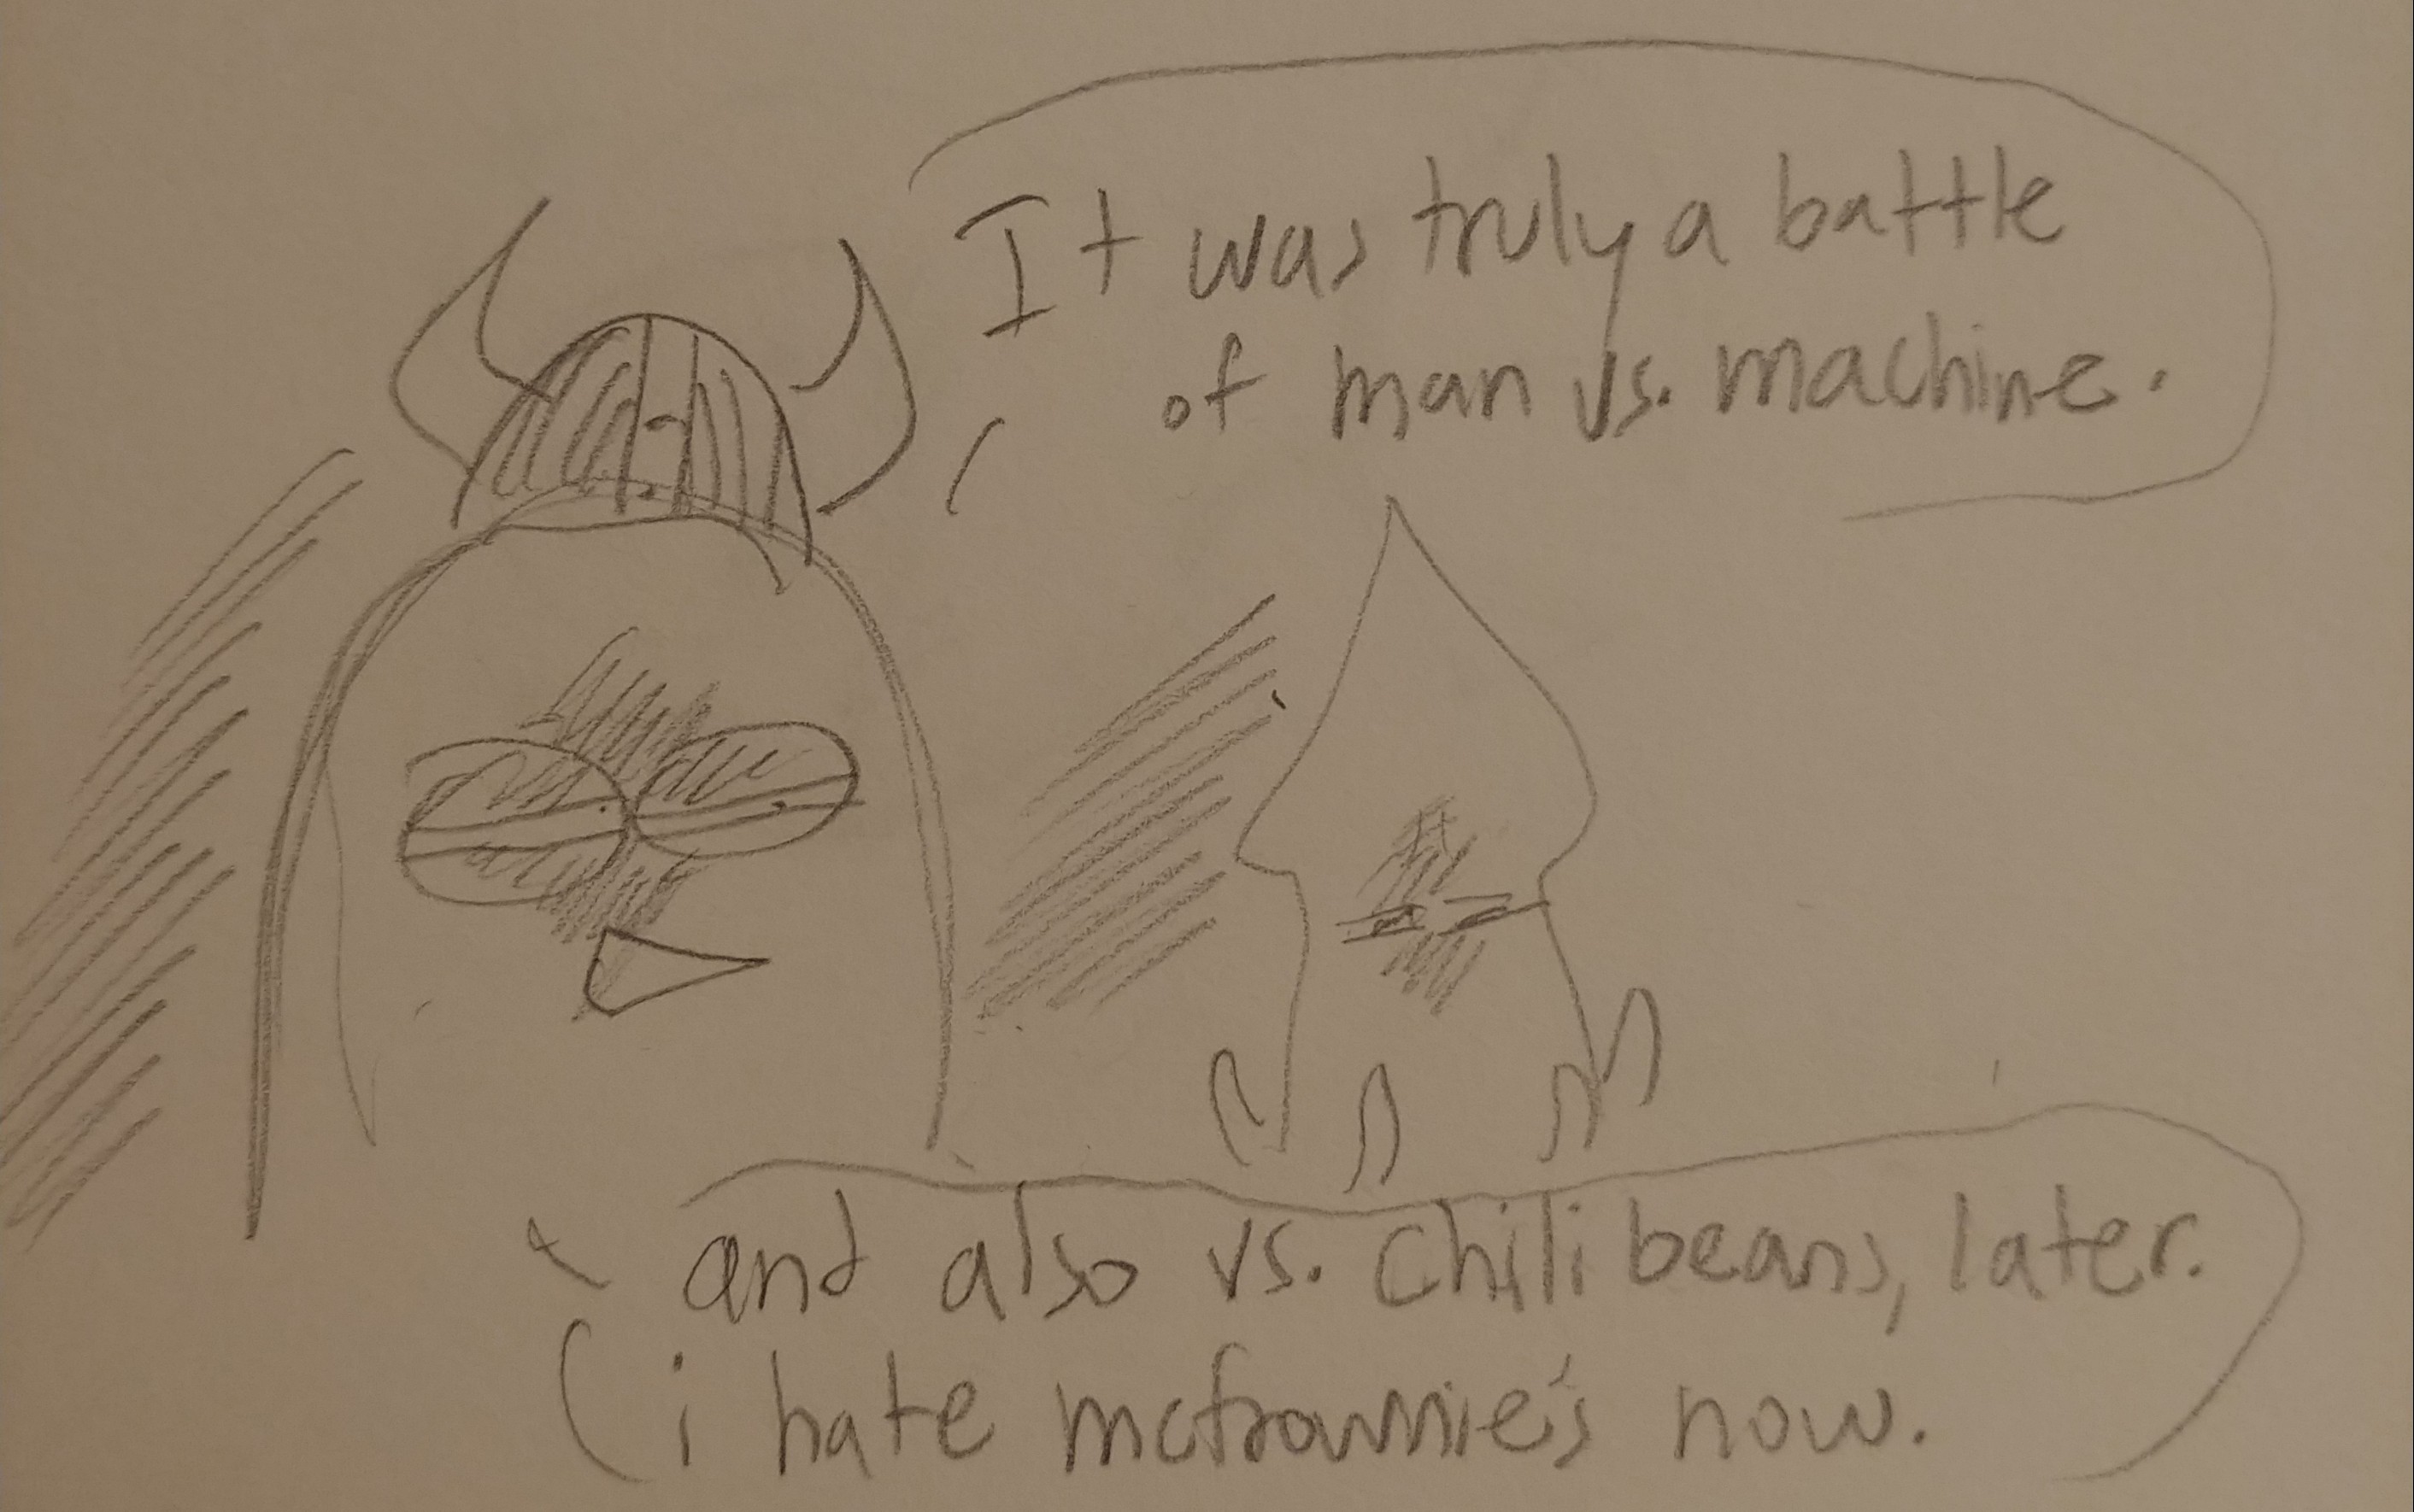 It was truly a battle
of man vs. machine.
and also vs. chili beans, later.
i hate mcfrownie's now.